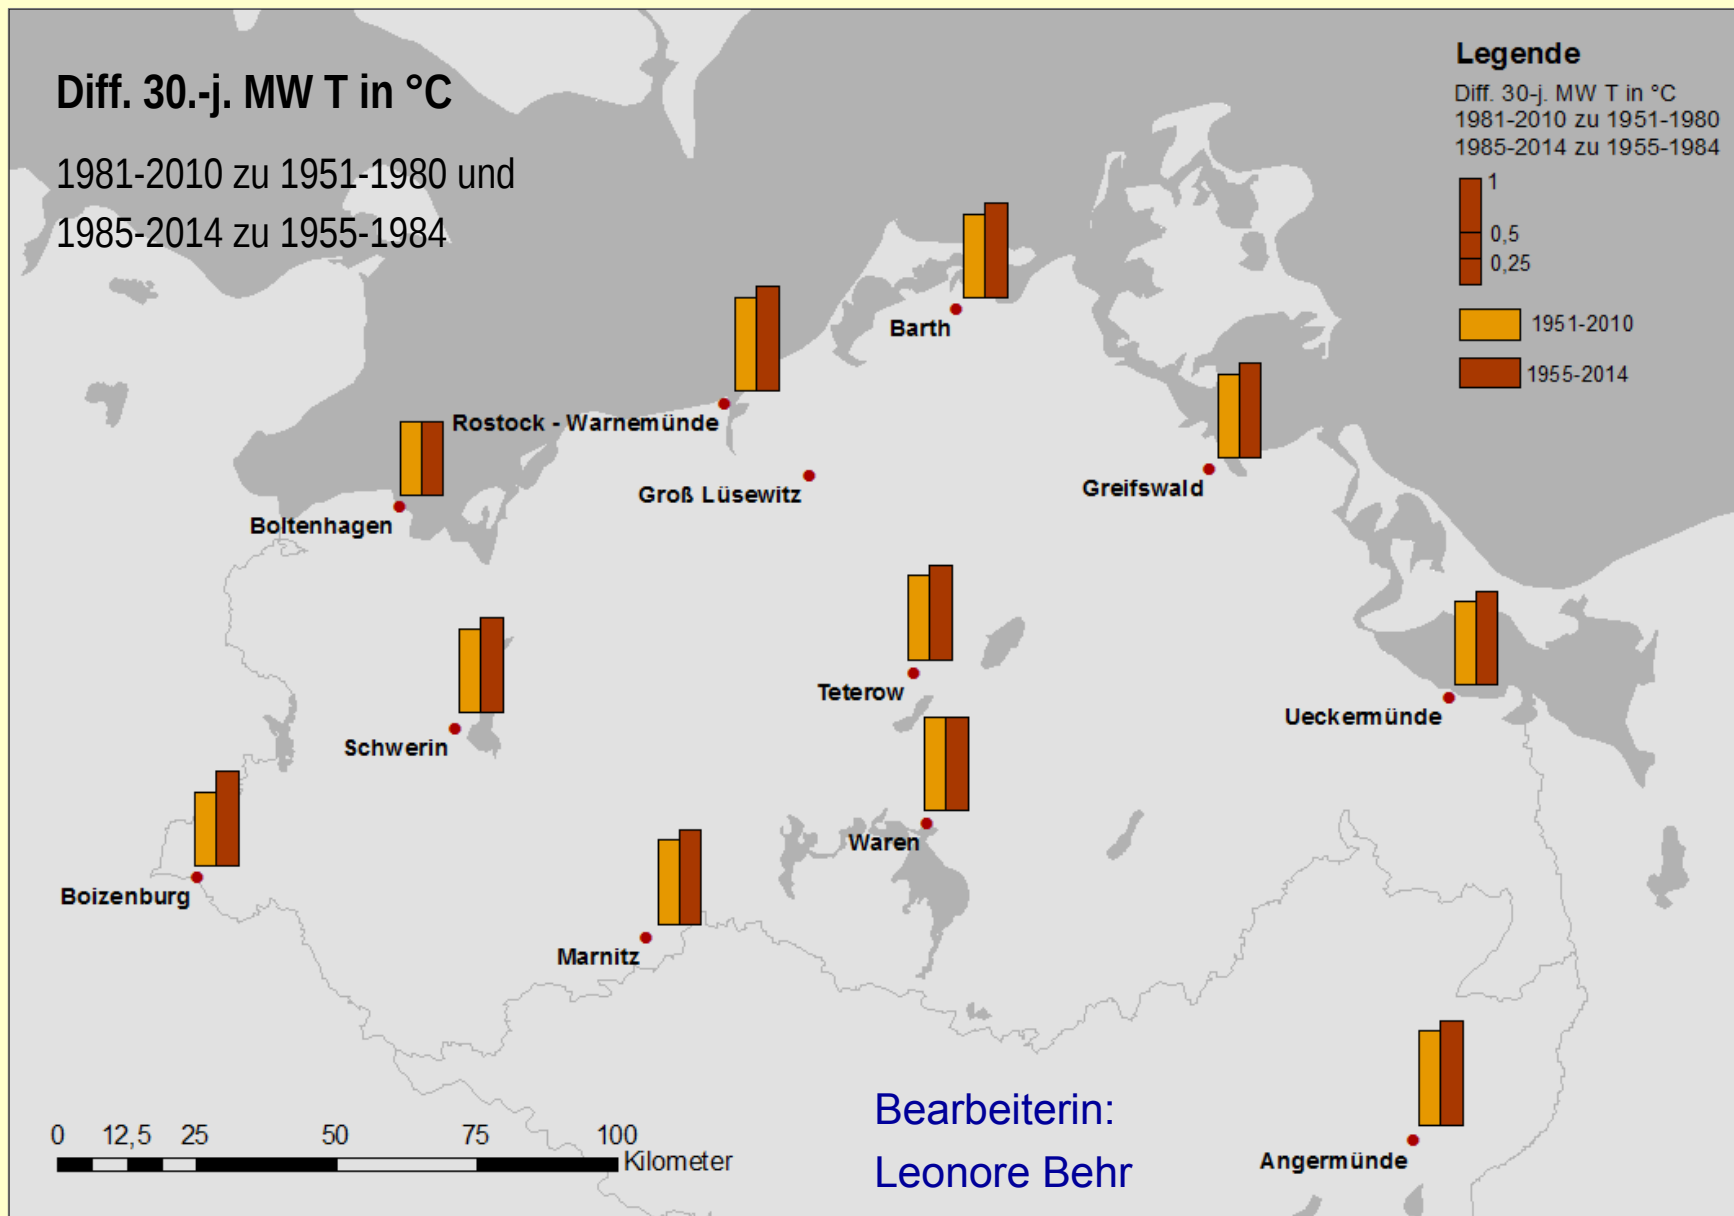 Diff. 30.-j. MW T in °C
1981-2010 zu 1951-1980 und
1985-2014 zu 1955-1984
Legende
Diff. 30-j. MW T in °C
1981-2010 zu 1951-1980
1985-2014 zu 1955-1984
1
0,5
0,25
1951-2010
1955-2014
Barth
Rostock - Warnemünde
Groß Lüsewitz
Greifswald
Boltenhagen
Teterow
Ueckermünde
Schwerin
Waren
Boizenburg
Marnitz
Angermünde
0 12,5 25 50 75 100
Kilometer
Bearbeiterin:
Leonore Behr